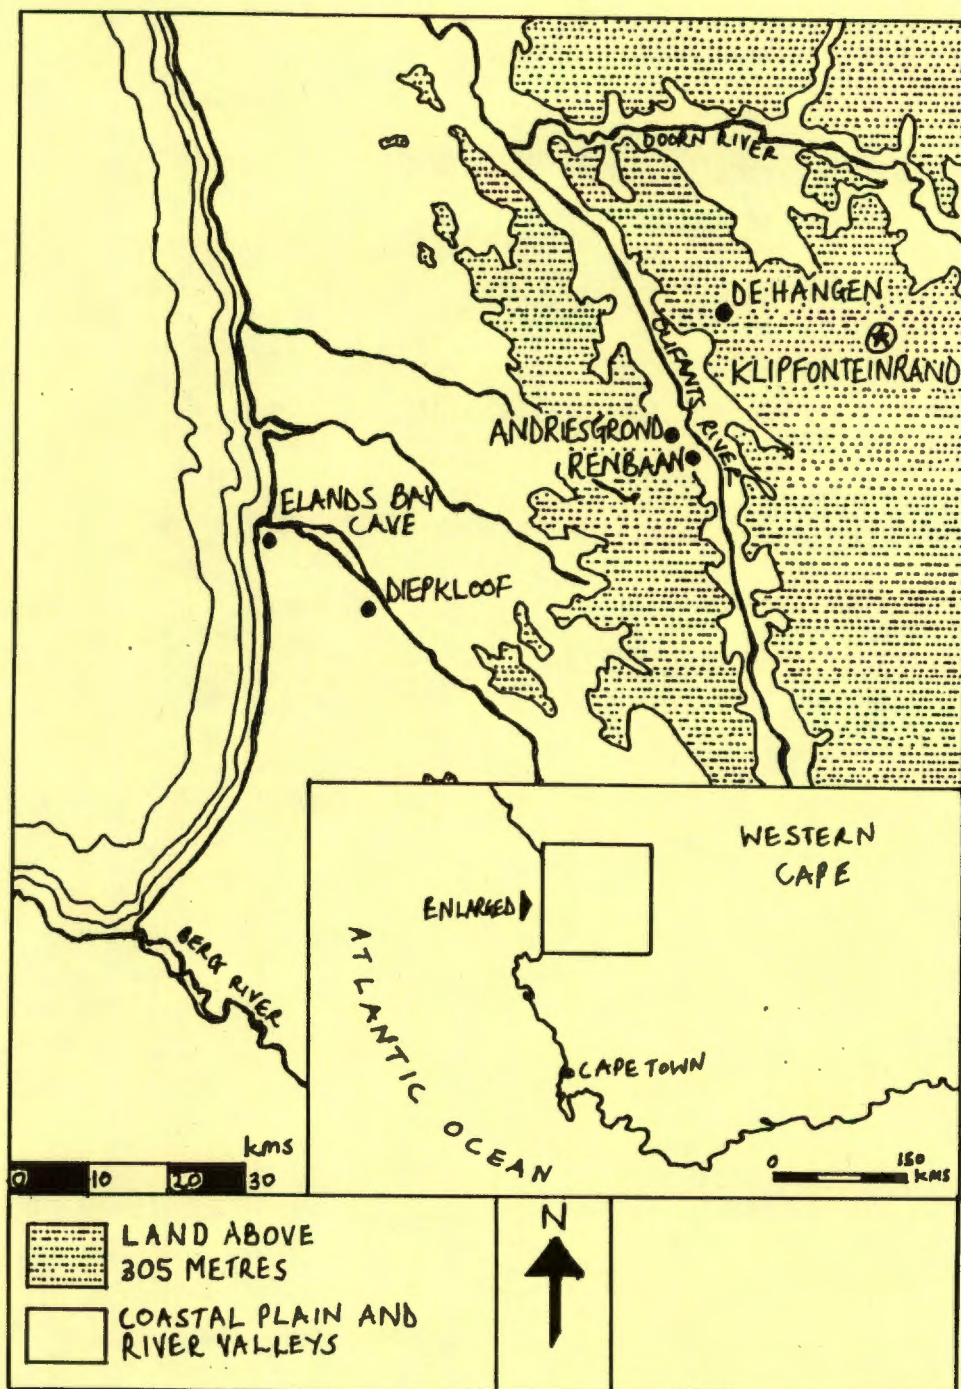 DOORN RIVER
DE HANGEN
KLIPFONTEINRAND
OLIFANTS RIVER
ANDRIESGROND
RENBAAN
ELANDS BAY
CAVE
DIEPKLOOF
BERG RIVER
WESTERN
CAPE
ENLARGED
ATLANTIC OCEAN
CAPE TOWN
0 150
KMS
kms
0 10 20 30
LAND ABOVE
305 METRES
N
COASTAL PLAIN AND
RIVER VALLEYS